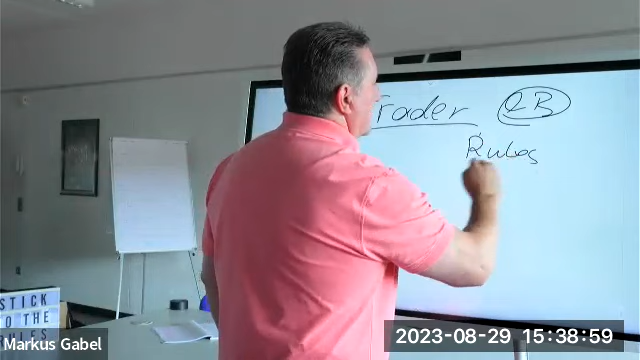 Trader
Rules
STICK
TO THE
RULES
Markus Gabel
2023-08-29 15:38:59